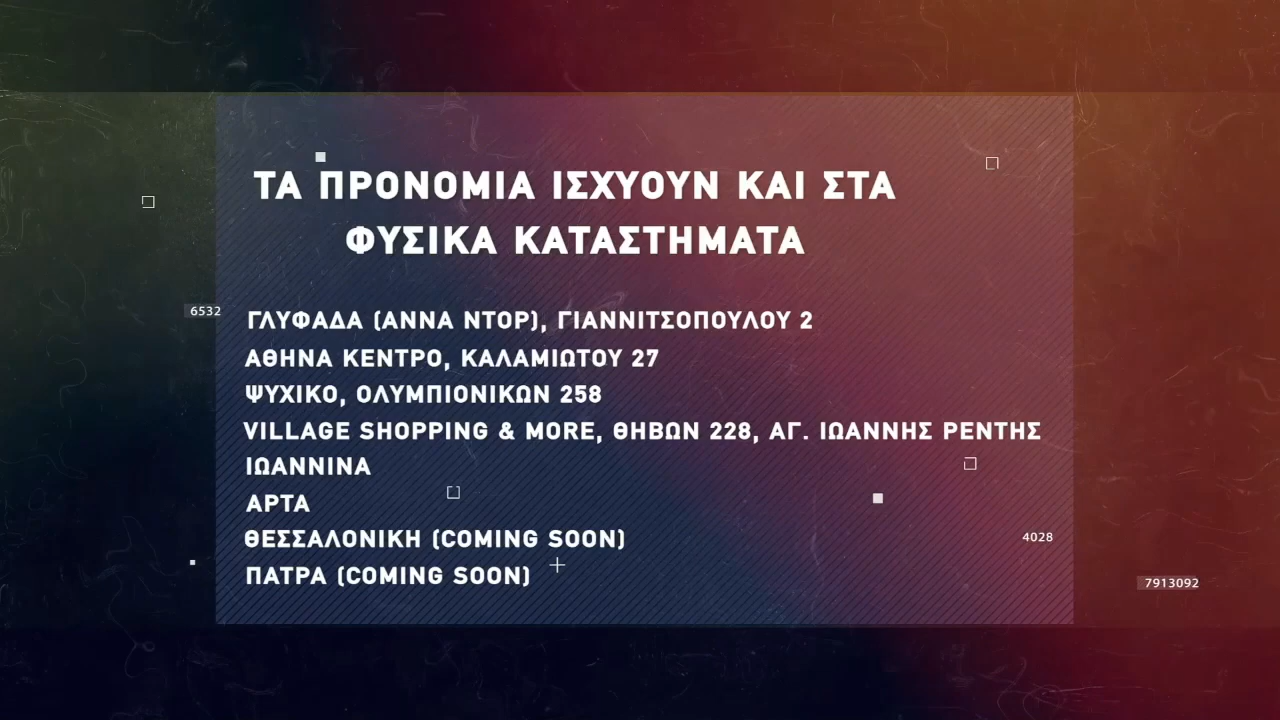 ΤΑ ΠΡΟΝΟΜΙΑ ΙΣΧΥΟΥΝ ΚΑΙ ΣΤΑ
ΦΥΣΙΚΑ ΚΑΤΑΣΤΗΜΑΤΑ
6532
ΓΛΥΦΑΔΑ (ΑΝΝΑ ΝΤΟΡ), ΓΙΑΝΝΙΤΣΟΠΟΥΛΟΥ 2
ΑΘΗΝΑ ΚΕΝΤΡΟ, ΚΑΛΑΜΙΩΤΟΥ 27
ΨΥΧΙΚΟ, ΟΛΥΜΠΙΟΝΙΚΩΝ 258
VILLAGE SHOPPING & MORE, ΘΗΒΩΝ 228, ΑΓ. ΙΩΑΝΝΗΣ ΡΕΝΤΗΣ
ΙΩΑΝΝΙΝΑ
ΑΡΤΑ
ΘΕΣΣΑΛΟΝΙΚΗ (COMING SOON)
4028
ΠΑΤΡΑ (COMING SOON)
7913092